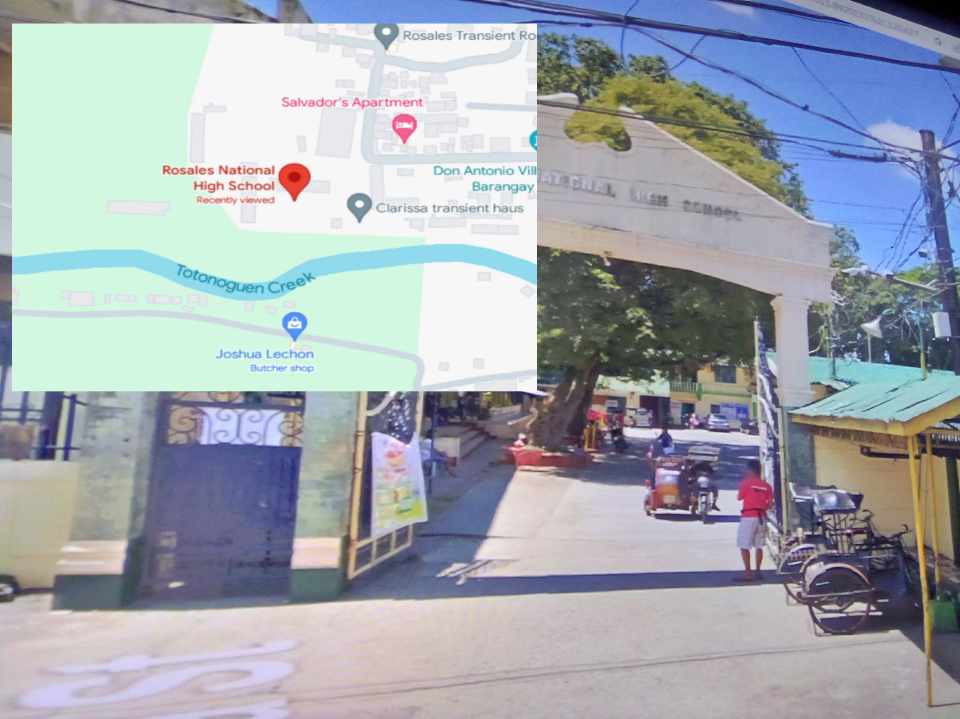 Rosales Transient Ro
Salvador's Apartment
Rosales National
High School
Recently viewed
Don Antonio Vil
Barangay
Clarissa transient haus
Totonoguen Creek
Joshua Lechon
Butcher shop
HIGH SCHOOL